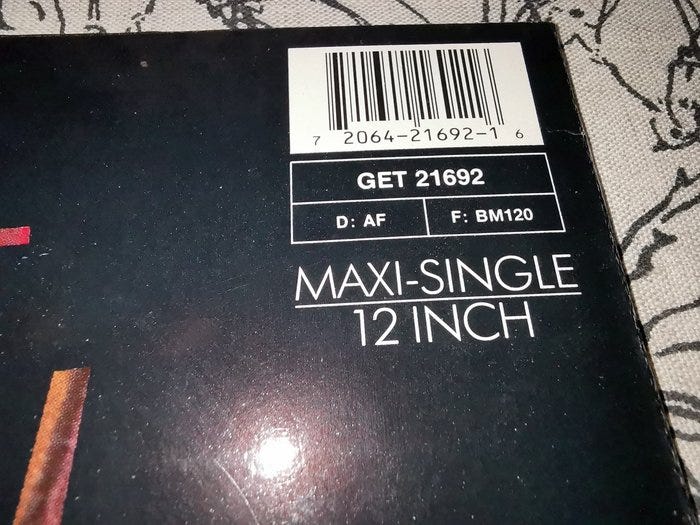 7 2064-21692-1 6
GET 21692
D: AF F: BM120
MAXI-SINGLE
12 INCH